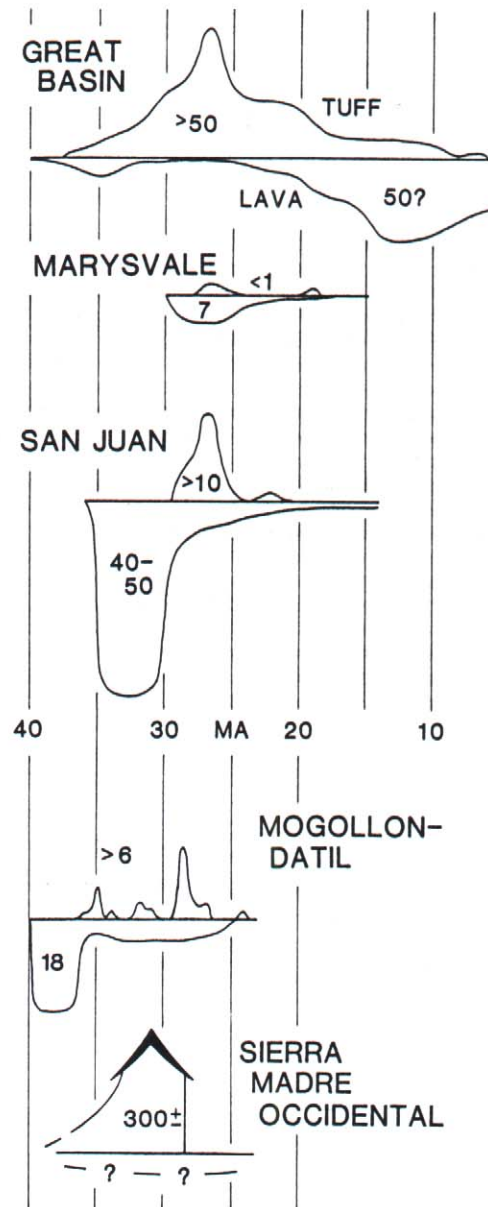 GREAT
BASIN
TUFF
>50
LAVA
50?
MARYSVALE
<1
7
SAN JUAN
>10
40-
50
40 30 MA 20 10
MOGOLLON-
DATIL
>6
18
SIERRA
MADRE
OCCIDENTAL
300±
? ?